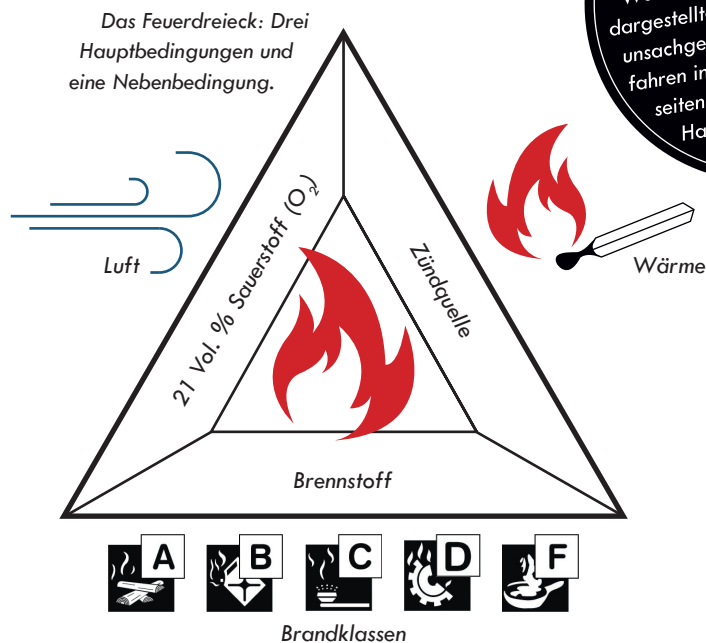 Das Feuerdreieck: Drei
Hauptbedingungen und
eine Nebenbedingung.
dargestellt
unsachge
fahren in
seiten
Ha
Luft
21 Vol. % Sauerstoff (O₂)
Zündquelle
Wärme
Brennstoff
A B C D F
Brandklassen